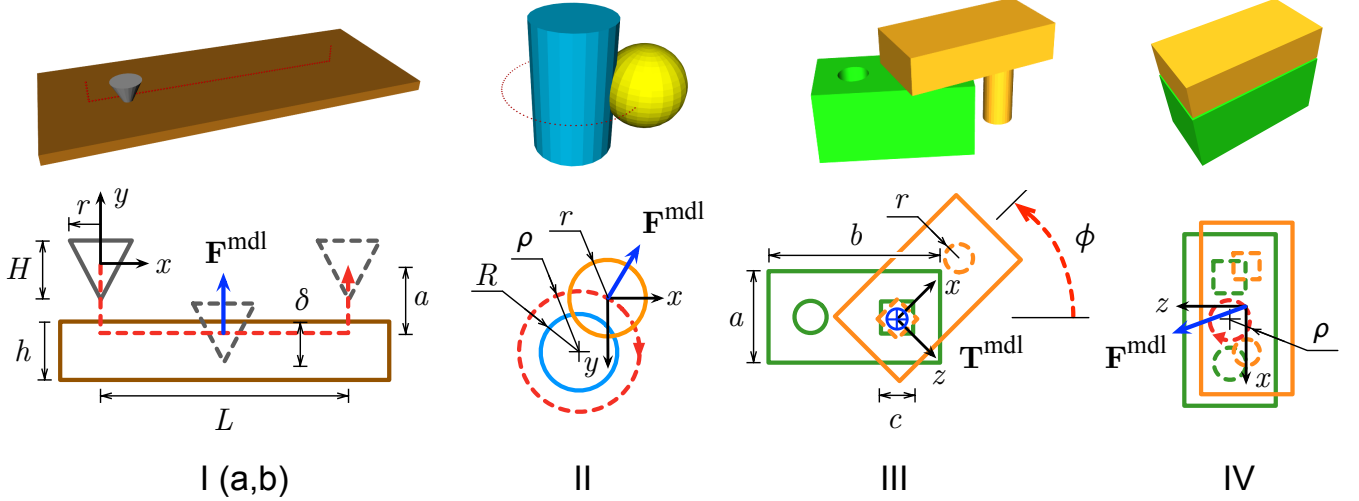 r
y
H
x
F^mdl
δ
a
h
L
I (a,b)
r
ρ
R
F^mdl
x
y
II
r
b
ϕ
a
x
T^mdl
z
c
III
z
F^mdl
ρ
x
IV